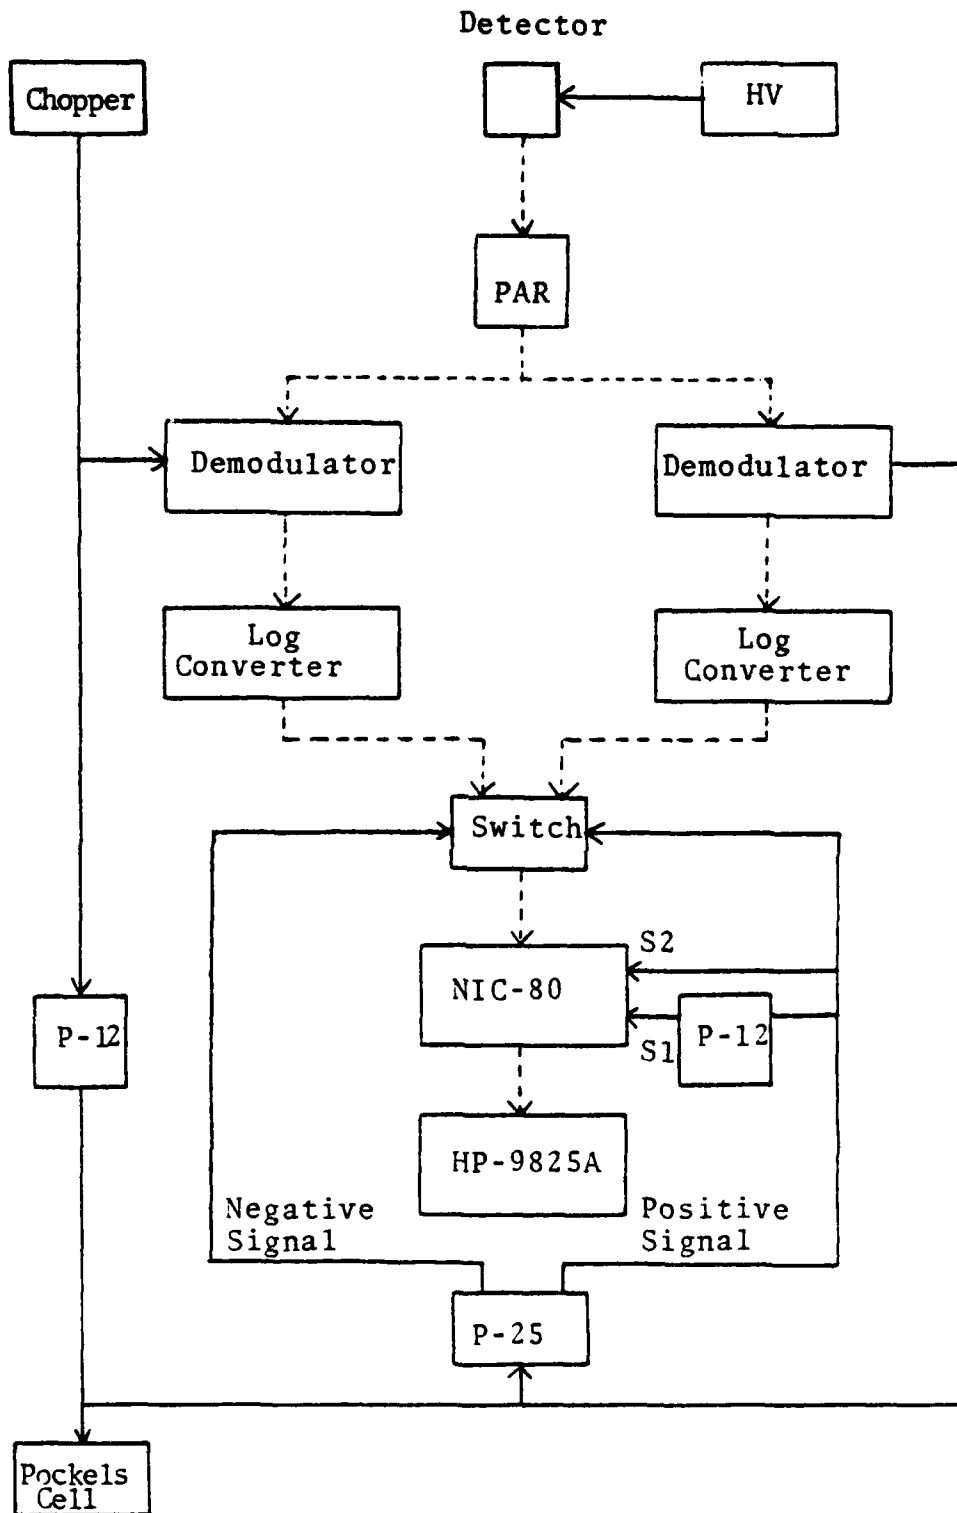 Detector
Chopper
HV
PAR
Demodulator
Demodulator
Log
Converter
Log
Converter
Switch
S2
NIC-80
P-12
P-12
S1
HP-9825A
Negative
Signal
Positive
Signal
P-25
Pockels
Cell